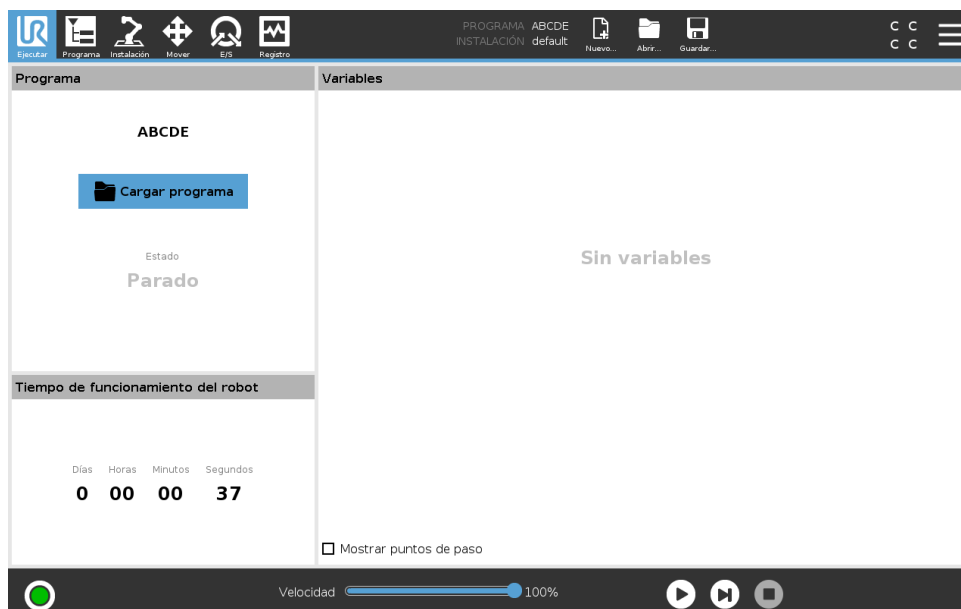 UR
PROGRAMA ABCDE
INSTALACIÓN default
C C
C C
Ejecutar Programa Instalación Mover E/S Registro Nuevo... Abrir... Guardar...
Programa
Variables
ABCDE
Cargar programa
Estado
Parado
Sin variables
Tiempo de funcionamiento del robot
Días Horas Minutos Segundos
0 00 00 37
Mostrar puntos de paso
Velocidad 100%